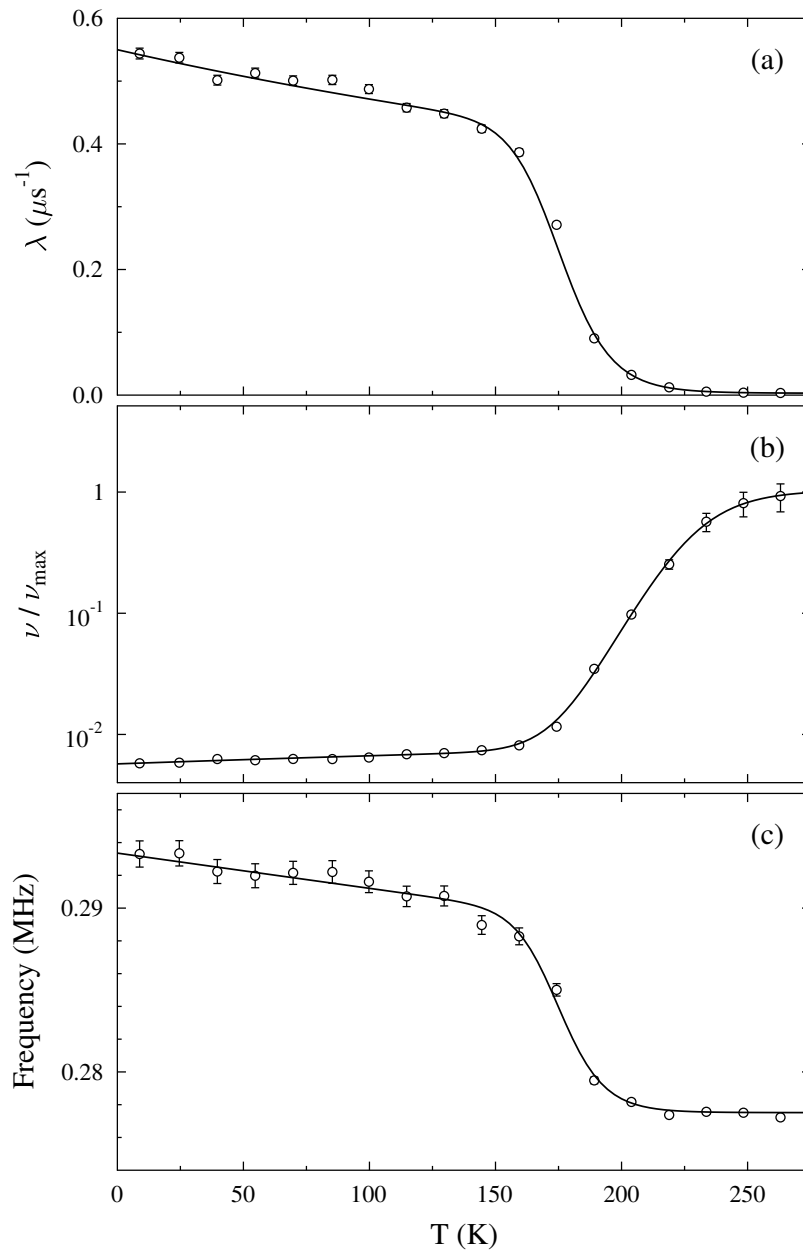 0.6
(a)
0.4
λ (μs⁻¹)
0.2
0.0
(b)
1
ν / ν_max
10⁻¹
10⁻²
(c)
0.29
Frequency (MHz)
0.28
0 50 100 150 200 250
T (K)